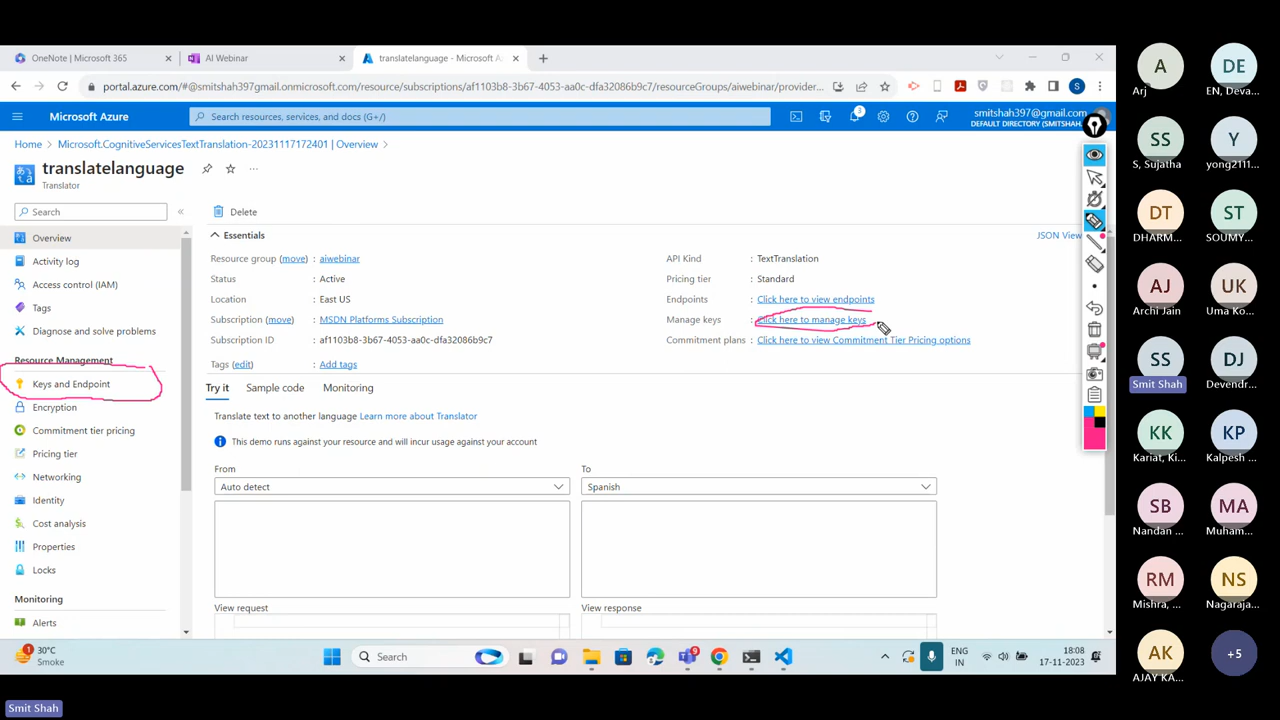 OneNote | Microsoft 365
AI Webinar
translatelanguage - Microsoft A
portal.azure.com/#@smitshah397gmail.onmicrosoft.com/resource/subscriptions/af1103b8-3b67-4053-aa0c-dfa32086b9c7/resourceGroups/aiwebinar/provider...
Microsoft Azure
Search resources, services, and docs (G+/)
3
smitshah397@gmail.com
DEFAULT DIRECTORY (SMITSHAH.
Home > Microsoft.CognitiveServicesTextTranslation-20231117172401 | Overview >
translatelanguage
Translator
Search
Delete
Overview
Activity log
Access control (IAM)
Tags
Diagnose and solve problems
Resource Management
Keys and Endpoint
Encryption
Commitment tier pricing
Pricing tier
Networking
Identity
Cost analysis
Properties
Locks
Monitoring
Alerts
Essentials
JSON View
Resource group (move) : aiwebinar
Status : Active
Location : East US
Subscription (move) : MSDN Platforms Subscription
Subscription ID : af1103b8-3b67-4053-aa0c-dfa32086b9c7
Tags (edit) : Add tags
API Kind : TextTranslation
Pricing tier : Standard
Endpoints : Click here to view endpoints
Manage keys : Click here to manage keys
Commitment plans : Click here to view Commitment Tier Pricing options
Try it Sample code Monitoring
Translate text to another language Learn more about Translator
This demo runs against your resource and will incur usage against your account
From
Auto detect
To
Spanish
View request
View response
1
30°C
Smoke
Search
9
ENG
IN
18:08
17-11-2023
A
Arj
DE
EN, Deva...
SS
S, Sujatha
Y
yong2111...
DT
DHARM...
ST
SOUMY...
AJ
Archi Jain
UK
Uma Ko...
SS
Smit Shah
DJ
Devendr...
KK
Kariat, Ki...
KP
Kalpesh ...
SB
Nandan ...
MA
Muham...
RM
Mishra, ...
NS
Nagaraja...
AK
AJAY KA...
+5
Smit Shah